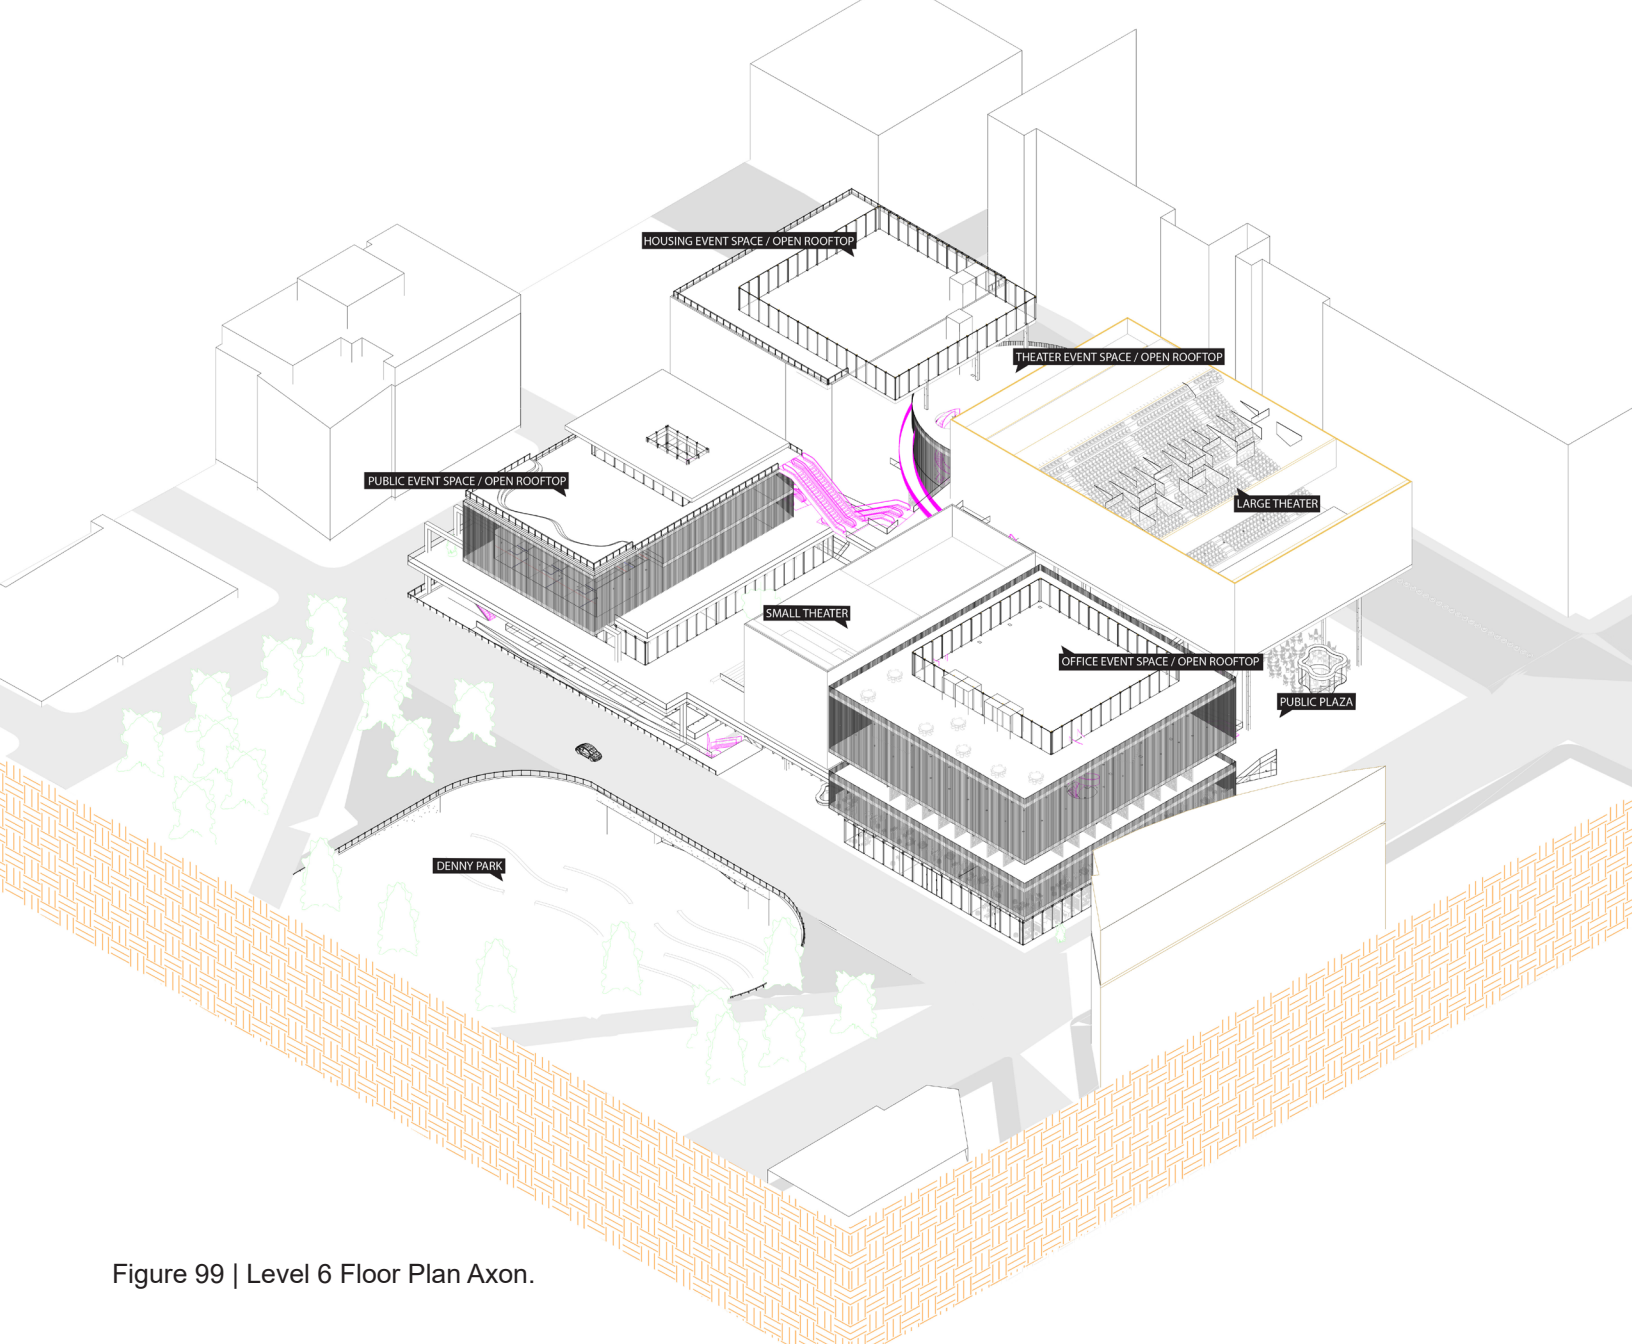 HOUSING EVENT SPACE / OPEN ROOFTOP
THEATER EVENT SPACE / OPEN ROOFTOP
PUBLIC EVENT SPACE / OPEN ROOFTOP
LARGE THEATER
SMALL THEATER
OFFICE EVENT SPACE / OPEN ROOFTOP
PUBLIC PLAZA
DENNY PARK
Figure 99 | Level 6 Floor Plan Axon.